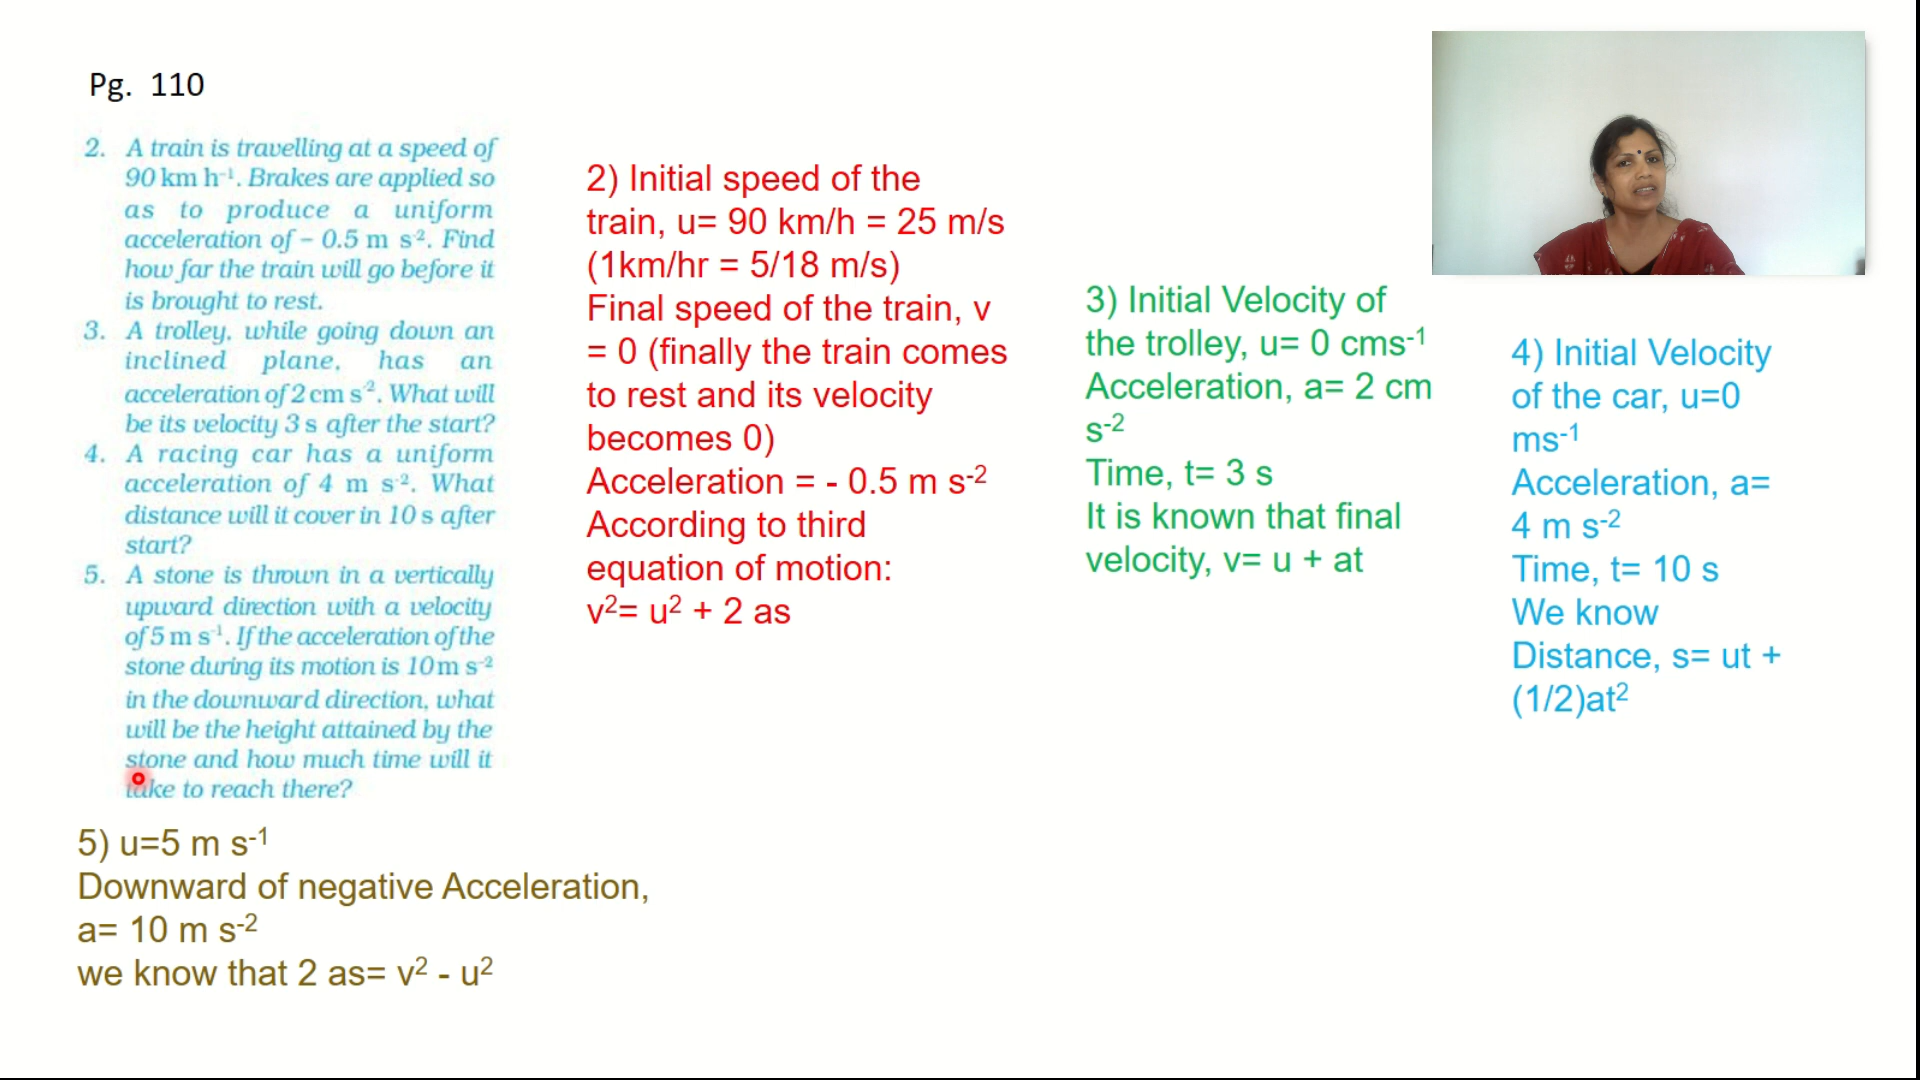 Pg. 110
2. A train is travelling at a speed of
90 km h⁻¹. Brakes are applied so
as to produce a uniform
acceleration of – 0.5 m s⁻². Find
how far the train will go before it
is brought to rest.
3. A trolley, while going down an
inclined plane, has an
acceleration of 2 cm s⁻². What will
be its velocity 3 s after the start?
4. A racing car has a uniform
acceleration of 4 m s⁻². What
distance will it cover in 10 s after
start?
5. A stone is thrown in a vertically
upward direction with a velocity
of 5 m s⁻¹. If the acceleration of the
stone during its motion is 10 m s⁻²
in the downward direction, what
will be the height attained by the
stone and how much time will it
take to reach there?
2) Initial speed of the
train, u= 90 km/h = 25 m/s
(1km/hr = 5/18 m/s)
Final speed of the train, v
= 0 (finally the train comes
to rest and its velocity
becomes 0)
Acceleration = - 0.5 m s⁻²
According to third
equation of motion:
v²= u² + 2 as
3) Initial Velocity of
the trolley, u= 0 cms⁻¹
Acceleration, a= 2 cm
s⁻²
Time, t= 3 s
It is known that final
velocity, v= u + at
4) Initial Velocity
of the car, u=0
ms⁻¹
Acceleration, a=
4 m s⁻²
Time, t= 10 s
We know
Distance, s= ut +
(1/2)at²
5) u=5 m s⁻¹
Downward of negative Acceleration,
a= 10 m s⁻²
we know that 2 as= v² - u²